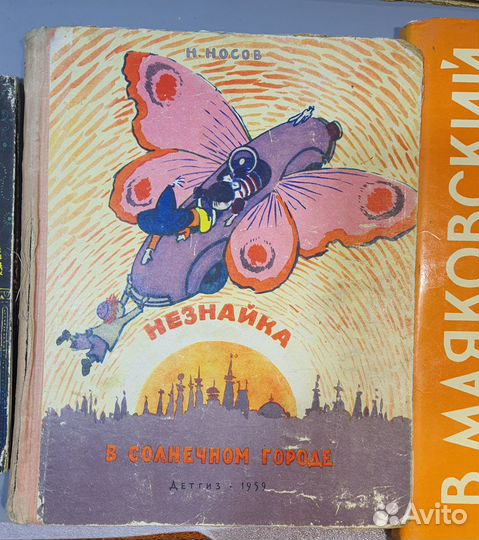 Н. НОСОВ
НЕЗНАЙКА
В СОЛНЕЧНОМ ГОРОДЕ
ДЕТГИЗ • 1959
В МАЯКОВСКИЙ
Avito